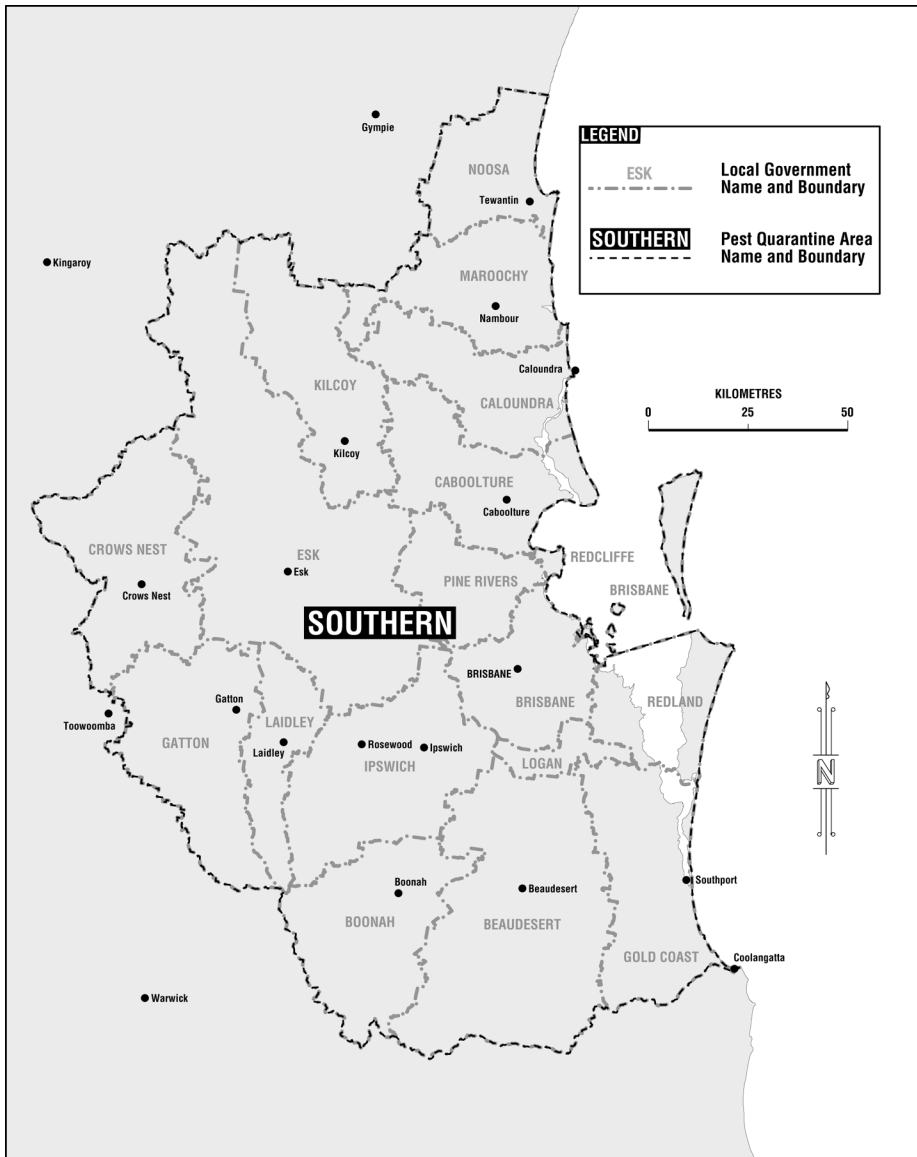 Gympie
LEGEND
ESK
Local Government
Name and Boundary
SOUTHERN
Pest Quarantine Area
Name and Boundary
NOOSA
Tewantin
Kingaroy
MAROOCHY
Nambour
Caloundra
KILCOY
CALOUNDRA
KILOMETRES
0 25 50
Kilcoy
CABOOLTURE
Caboolture
CROWS NEST
ESK
Esk
Crows Nest
REDCLIFFE
PINE RIVERS
BRISBANE
SOUTHERN
BRISBANE
BRISBANE
REDLAND
Gatton
Toowoomba
LAIDLEY
GATTON
Laidley
Rosewood
Ipswich
IPSWICH
LOGAN
N
Southport
Boonah
Beaudesert
BOONAH
BEAUDESERT
GOLD COAST
Coolangatta
Warwick